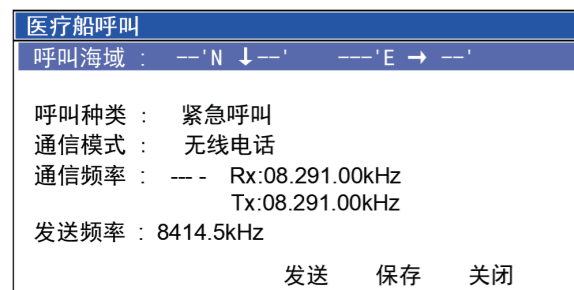 医疗船呼叫
呼叫海域 : --'N ↓--' ---'E → --'
呼叫种类 : 紧急呼叫
通信模式 : 无线电话
通信频率 : --- - Rx:08.291.00kHz
Tx:08.291.00kHz
发送频率 : 8414.5kHz
发送 保存 关闭